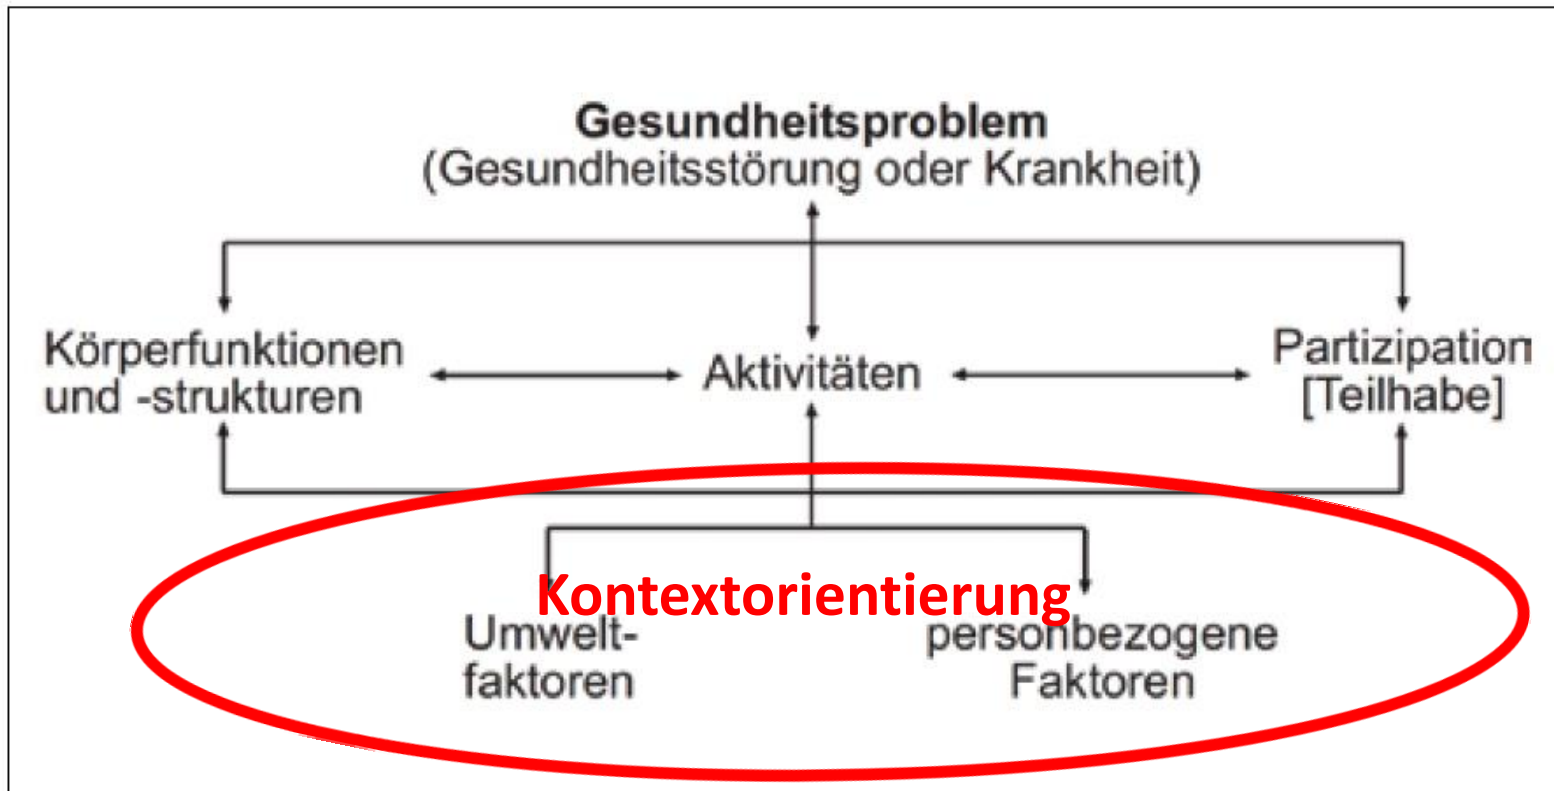 Gesundheitsproblem
(Gesundheitsstörung oder Krankheit)
Körperfunktionen
und -strukturen
Aktivitäten
Partizipation
[Teilhabe]
Kontextorientierung
Umwelt-
faktoren
personbezogene
Faktoren